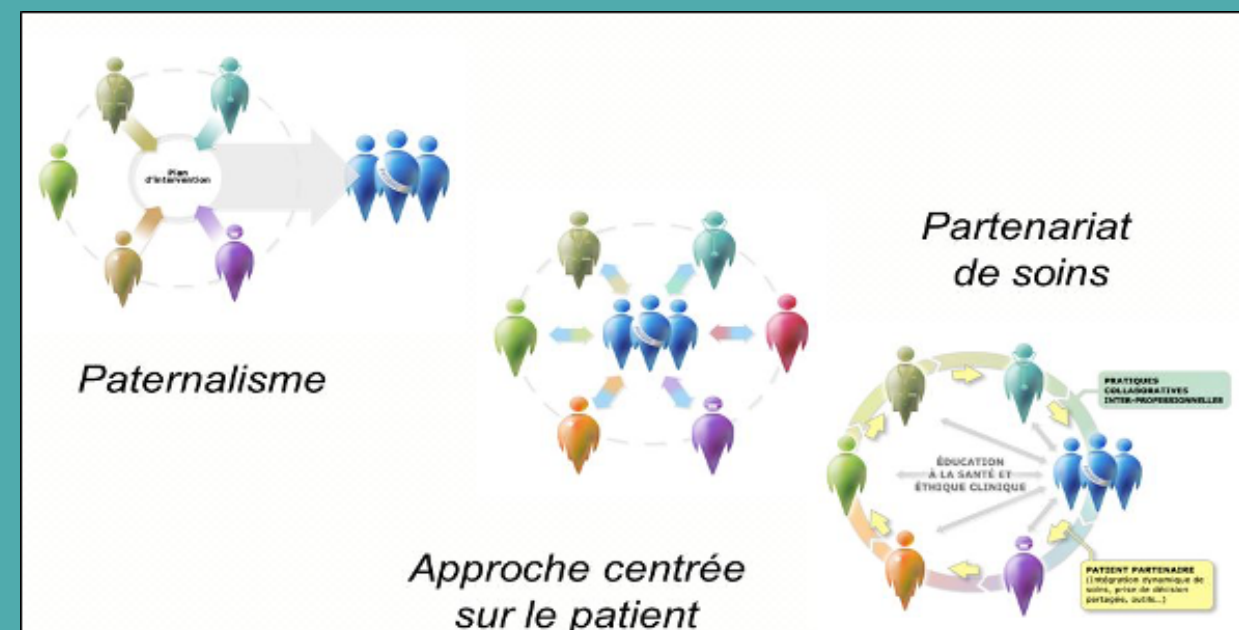 Plan
d'intervention
Paternalisme
Approche centrée
sur le patient
Partenariat
de soins
PRATIQUES
COLLABORATIVES
INTER-PROFESSIONNELLES
ÉDUCATION
À LA SANTÉ ET
ÉTHIQUE CLINIQUE
PATIENT PARTENAIRE
(Intégration dynamique de
soins, prise de décision
partagée, outils...)